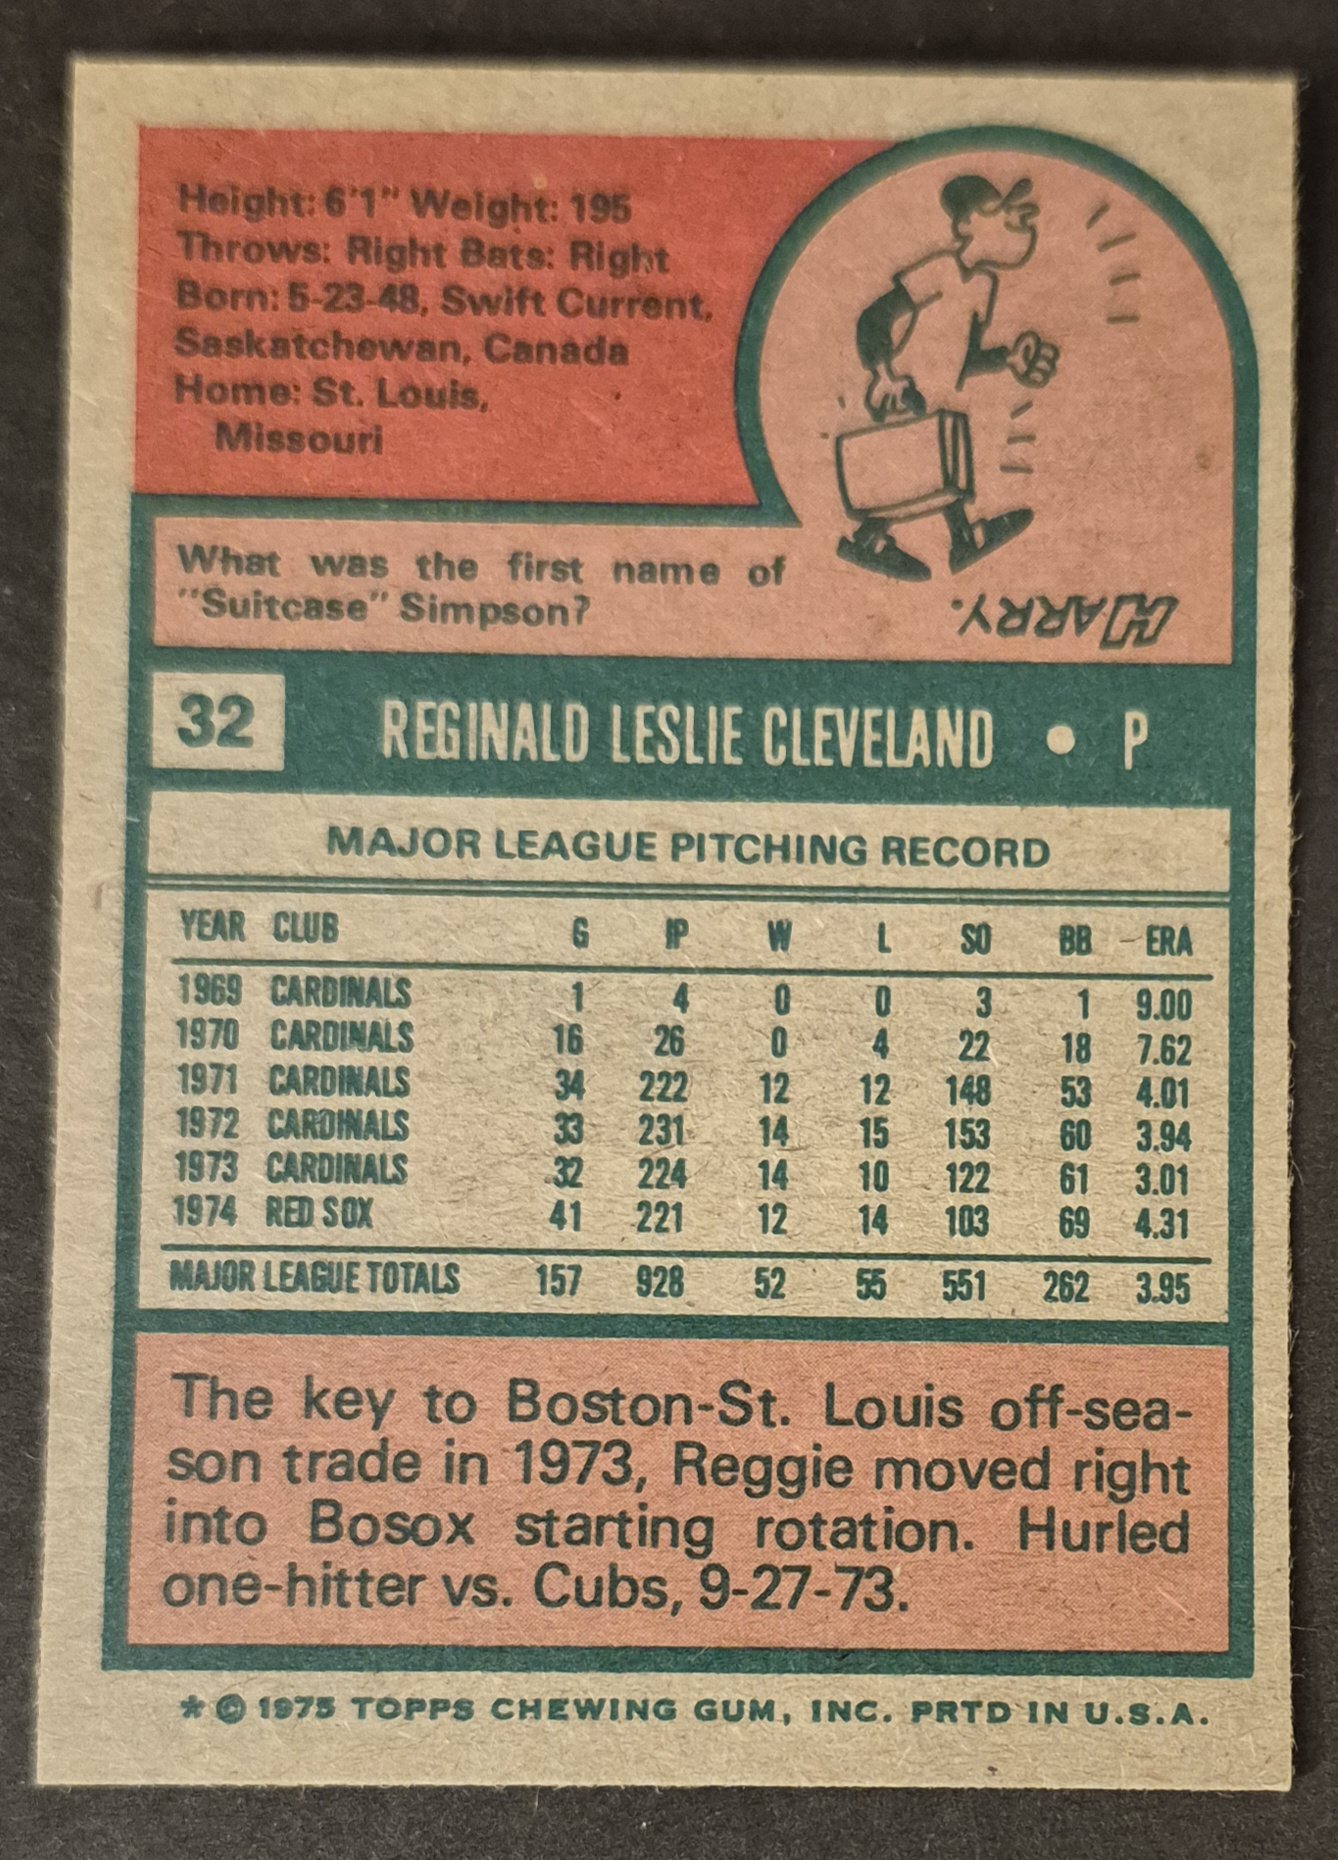 Height: 6'1" Weight: 195
Throws: Right Bats: Right
Born: 5-23-48, Swift Current,
Saskatchewan, Canada
Home: St. Louis,
Missouri
What was the first name of
"Suitcase" Simpson?
HARRY.
32 REGINALD LESLIE CLEVELAND • P
MAJOR LEAGUE PITCHING RECORD
YEAR CLUB G IP W L SO BB ERA
1969 CARDINALS 1 4 0 0 3 1 9.00
1970 CARDINALS 16 26 0 4 22 18 7.62
1971 CARDINALS 34 222 12 12 148 53 4.01
1972 CARDINALS 33 231 14 15 153 60 3.94
1973 CARDINALS 32 224 14 10 122 61 3.01
1974 RED SOX 41 221 12 14 103 69 4.31
MAJOR LEAGUE TOTALS 157 928 52 55 551 262 3.95
The key to Boston-St. Louis off-sea-
son trade in 1973, Reggie moved right
into Bosox starting rotation. Hurled
one-hitter vs. Cubs, 9-27-73.
* © 1975 TOPPS CHEWING GUM, INC. PRTD IN U.S.A.